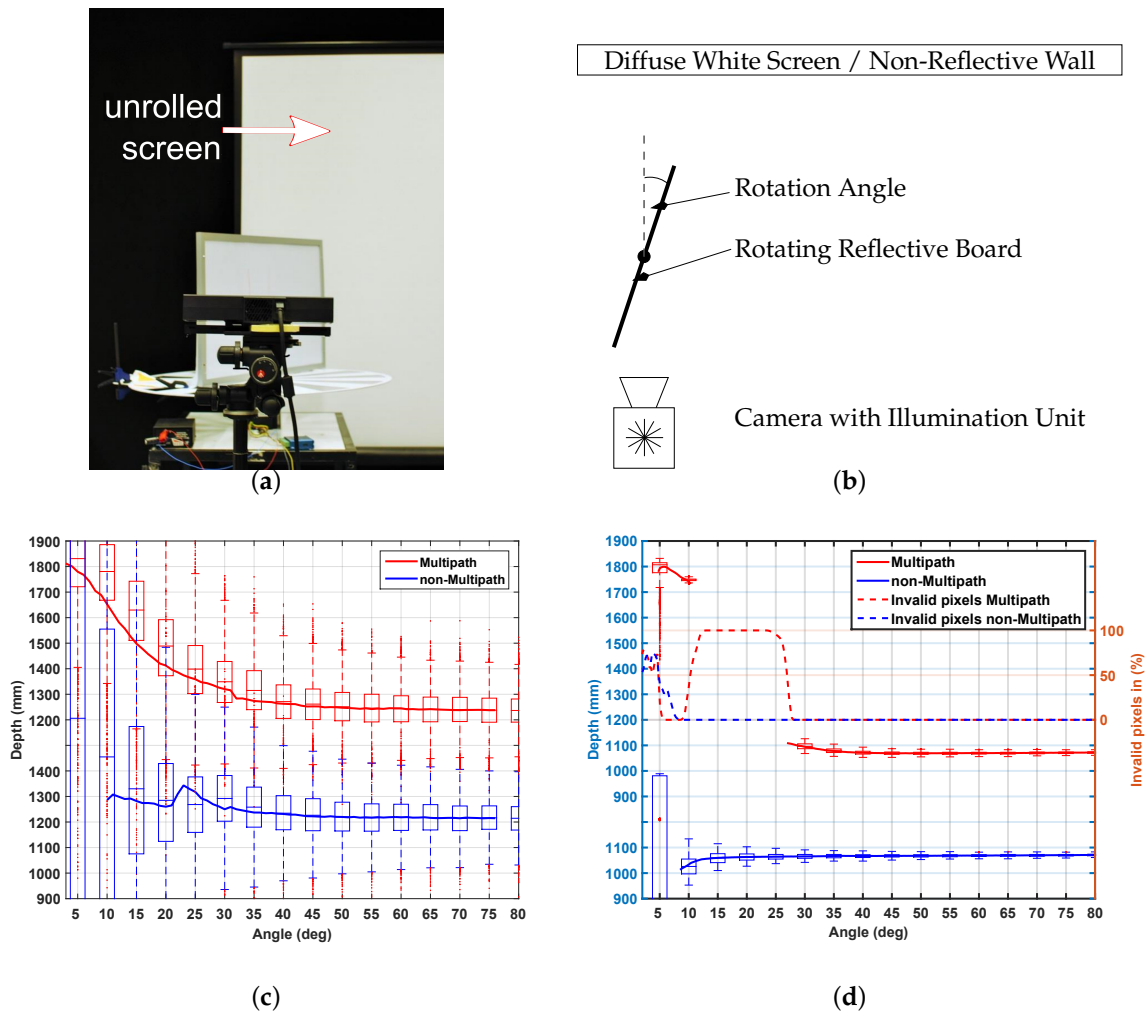 unrolled
screen
(a)
Diffuse White Screen / Non-Reflective Wall
Rotation Angle
Rotating Reflective Board
Camera with Illumination Unit
(b)
1900
1800
1700
1600
1500
1400
1300
1200
1400
1300
1200
1100
1000
900
Depth (mm)
Multipath
non-Multipath
5 10 15 20 25 30 35 40 45 50 55 60 65 70 75 80
Angle (deg)
(c)
1900
1800
1700
1600
1500
1400
1300
1200
1100
1000
900
1100
1000
900
Depth (mm)
Multipath
non-Multipath
Invalid pixels Multipath
Invalid pixels non-Multipath
100
50
0
Invalid pixels in (%)
5 10 15 20 25 30 35 40 45 50 55 60 65 70 75 80
Angle (deg)
(d)